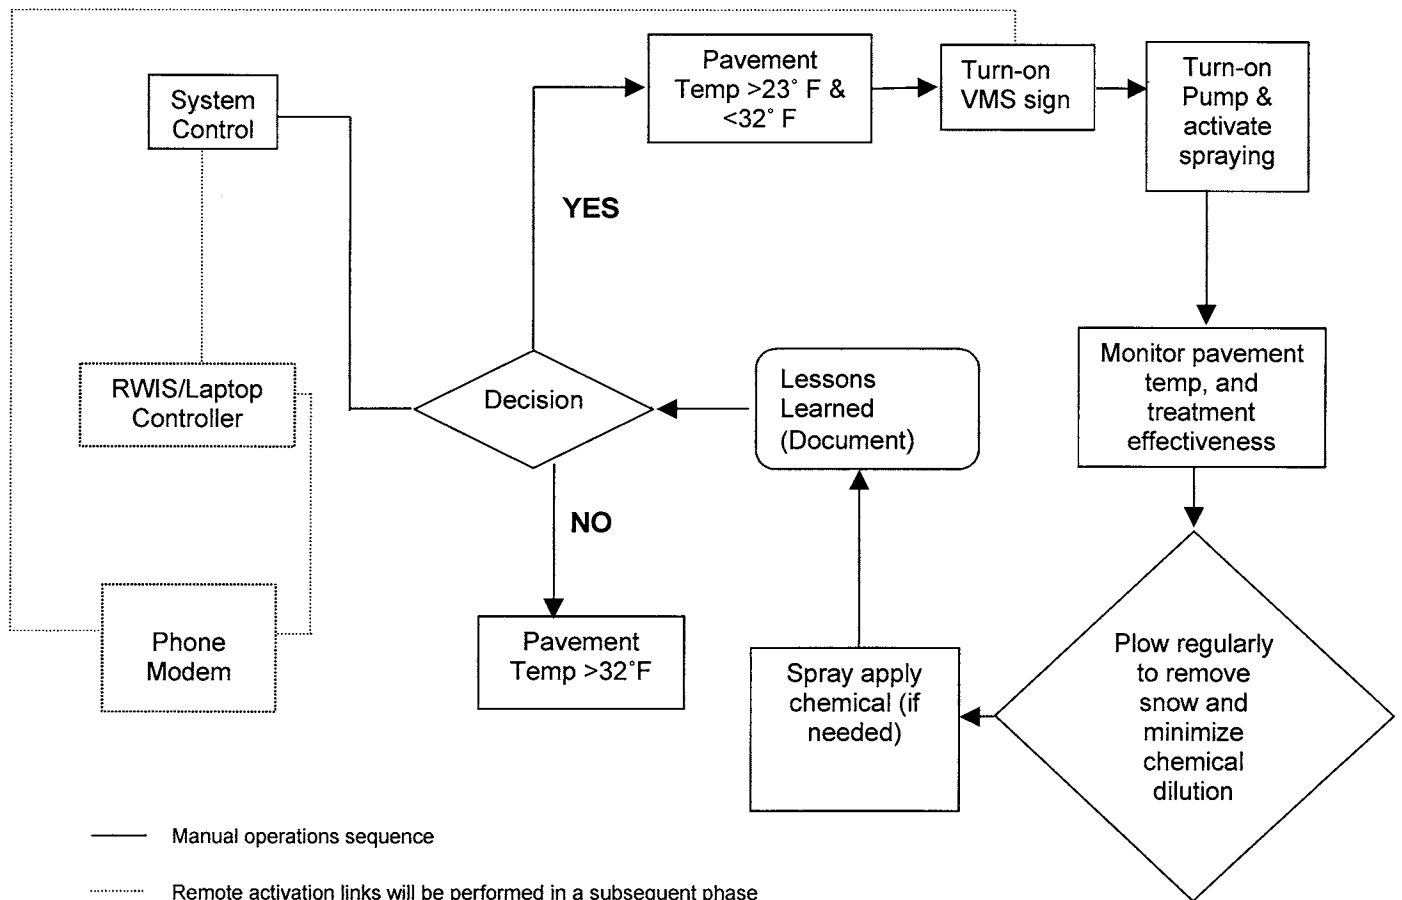 System
Control
Pavement
Temp >23° F &
<32° F
Turn-on
VMS sign
Turn-on
Pump &
activate
spraying
YES
RWIS/Laptop
Controller
Decision
Lessons
Learned
(Document)
Monitor pavement
temp, and
treatment
effectiveness
NO
Phone
Modem
Pavement
Temp >32°F
Spray apply
chemical (if
needed)
Plow regularly
to remove
snow and
minimize
chemical
dilution
Manual operations sequence
Remote activation links will be performed in a subsequent phase